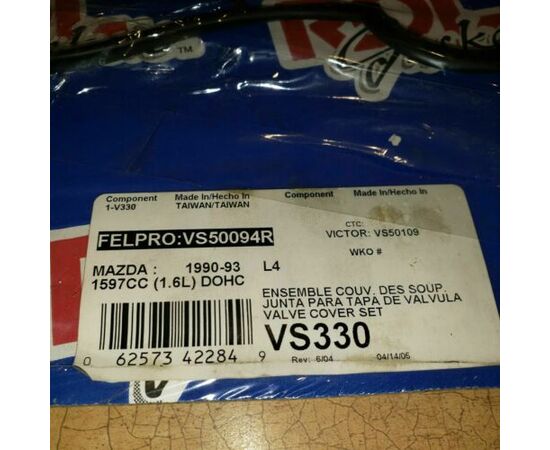 TM
Component Made In/Hecho In Component Made In/Hecho In
1-V330 TAIWAN/TAIWAN
CTC:
FELPRO:VS50094R VICTOR: VS50109
WKO #
MAZDA : 1990-93 L4
1597CC (1.6L) DOHC
ENSEMBLE COUV. DES SOUP.
JUNTA PARA TAPA DE VALVULA
VALVE COVER SET
VS330
0 62573 42284 9
Rev: 6/04 04/14/05